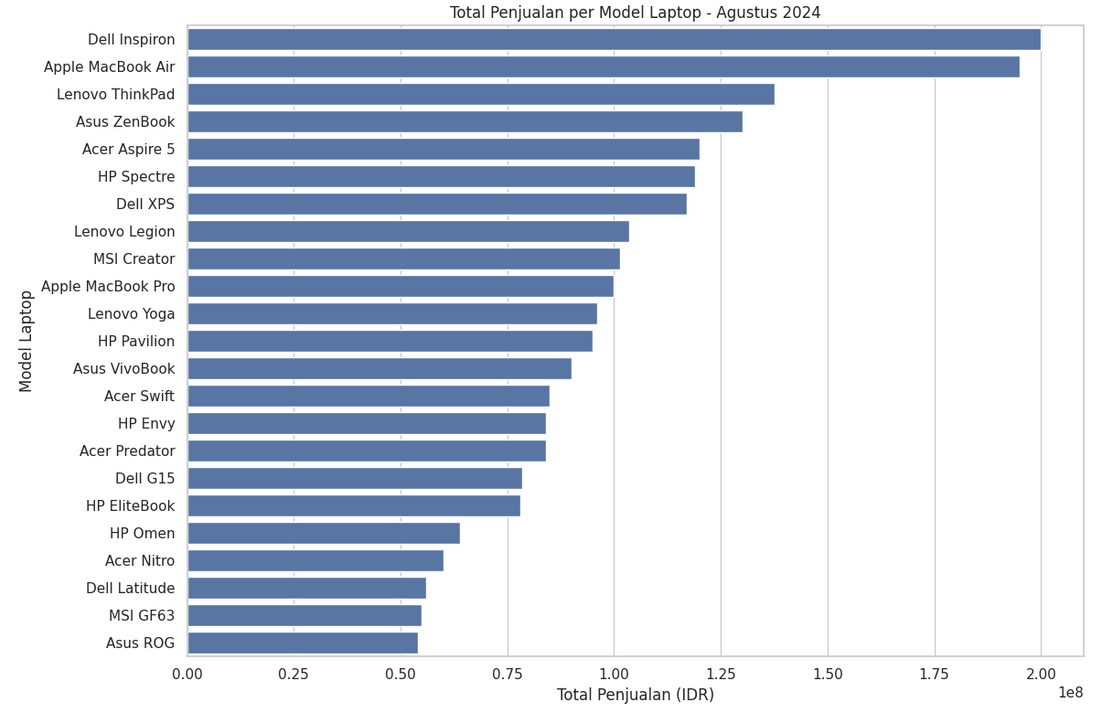 Total Penjualan per Model Laptop - Agustus 2024
Model Laptop
Dell Inspiron
Apple MacBook Air
Lenovo ThinkPad
Asus ZenBook
Acer Aspire 5
HP Spectre
Dell XPS
Lenovo Legion
MSI Creator
Apple MacBook Pro
Lenovo Yoga
HP Pavilion
Asus VivoBook
Acer Swift
HP Envy
Acer Predator
Dell G15
HP EliteBook
HP Omen
Acer Nitro
Dell Latitude
MSI GF63
Asus ROG
0.00 0.25 0.50 0.75 1.00 1.25 1.50 1.75 2.00
1e8
Total Penjualan (IDR)